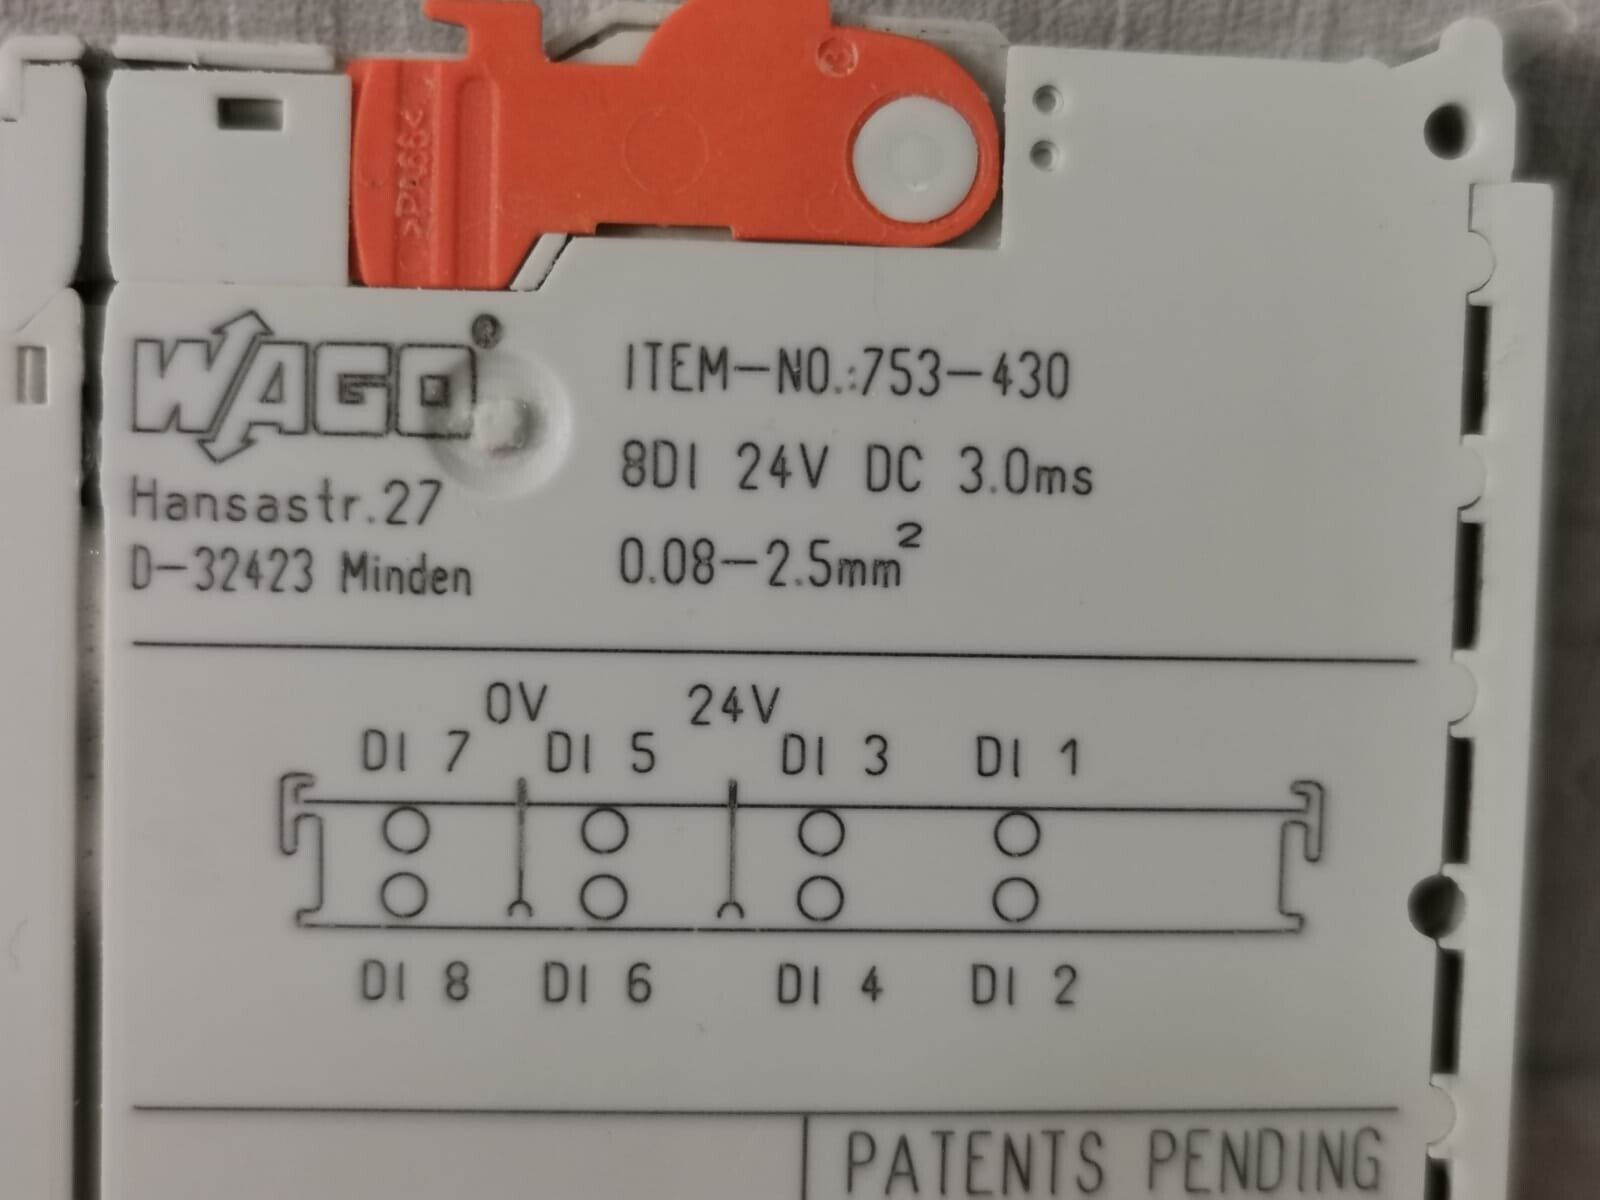 >PA66<
3
WAGO®
Hansastr.27
D-32423 Minden
ITEM-NO.:753-430
8DI 24V DC 3.0ms
0.08-2.5mm²
0V 24V
DI 7 DI 5 DI 3 DI 1
DI 8 DI 6 DI 4 DI 2
PATENTS PENDING